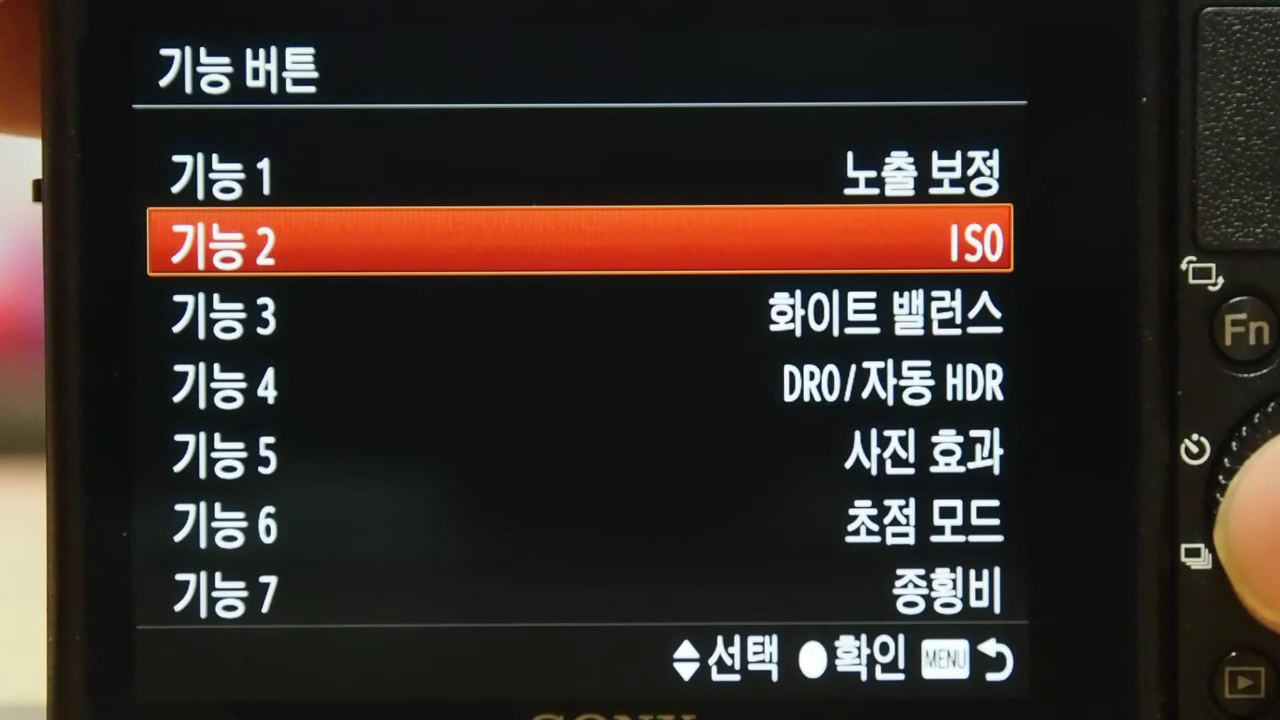 기능 버튼
기능 1 노출 보정
기능 2 ISO
기능 3 화이트 밸런스
기능 4 DRO/자동 HDR
기능 5 사진 효과
기능 6 초점 모드
기능 7 종횡비
선택 확인 MENU
Fn
SONY